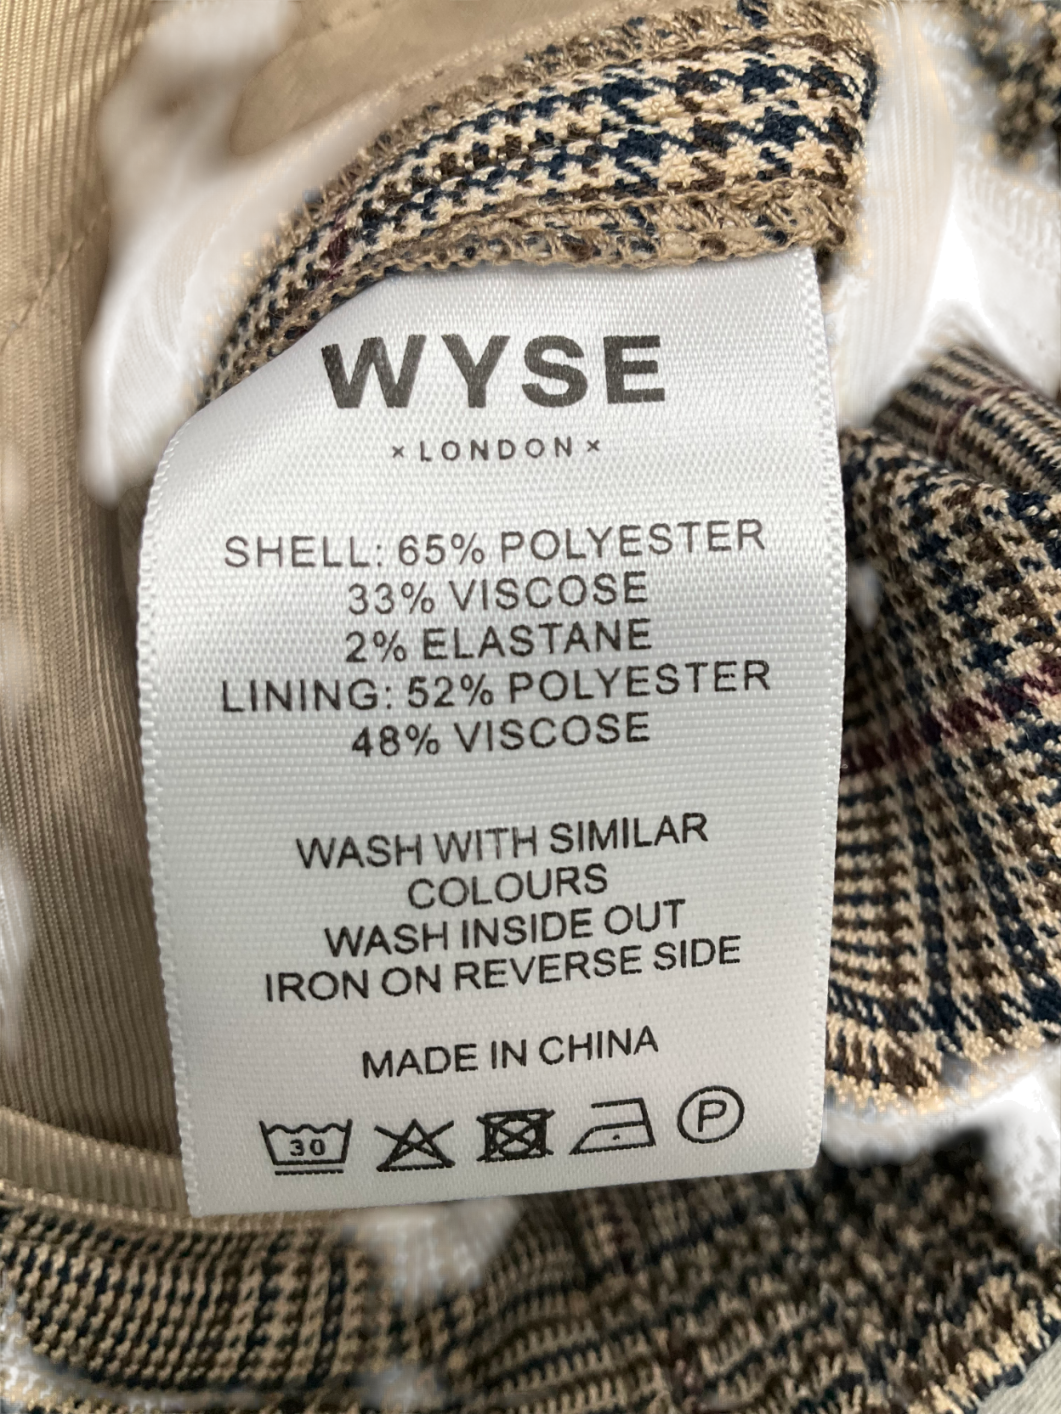 WYSE
×LONDON×
SHELL: 65% POLYESTER
33% VISCOSE
2% ELASTANE
LINING: 52% POLYESTER
48% VISCOSE
WASH WITH SIMILAR
COLOURS
WASH INSIDE OUT
IRON ON REVERSE SIDE
MADE IN CHINA
30 P